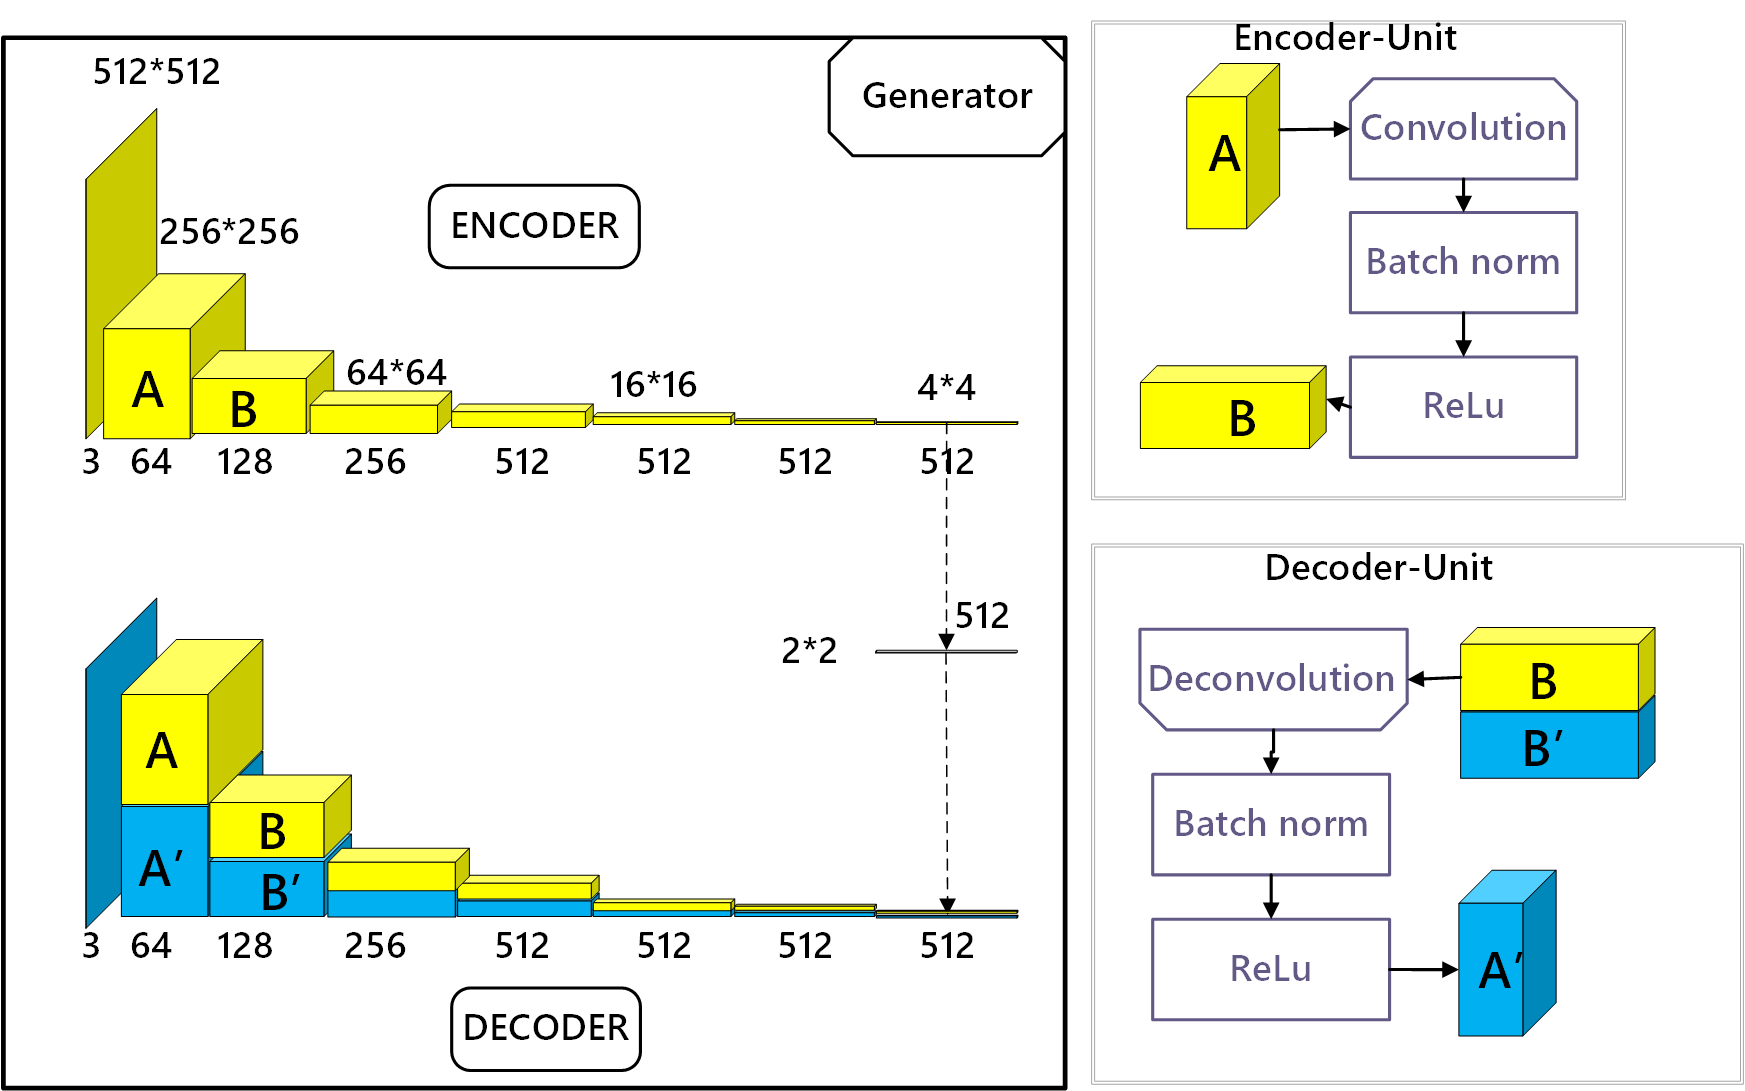 512*512
Generator
256*256
ENCODER
A
B
64*64
16*16
4*4
3 64 128 256 512 512 512 512
512
2*2
A
B
A’
B’
3 64 128 256 512 512 512 512
DECODER
Encoder-Unit
A
Convolution
Batch norm
B
ReLu
Decoder-Unit
Deconvolution
B
B’
Batch norm
ReLu
A’